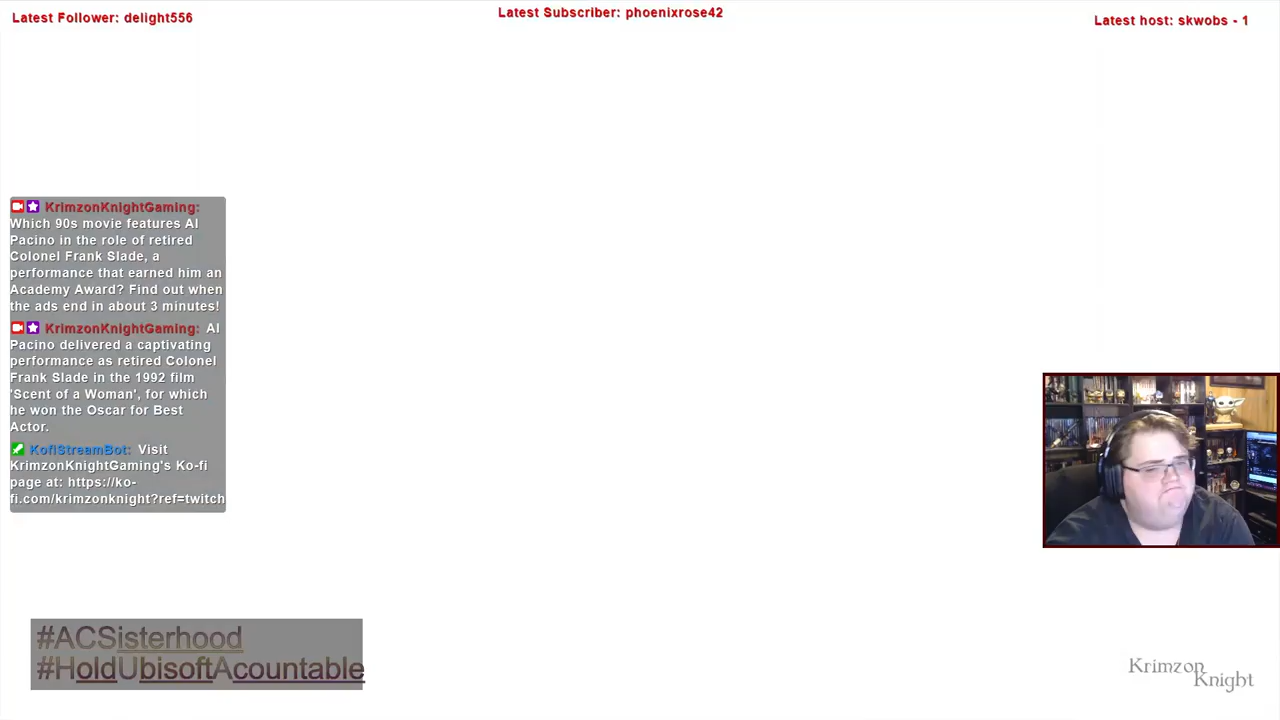 Latest Follower: delight556
Latest Subscriber: phoenixrose42
Latest host: skwobs - 1
KrimzonKnightGaming:
Which 90s movie features Al
Pacino in the role of retired
Colonel Frank Slade, a
performance that earned him an
Academy Award? Find out when
the ads end in about 3 minutes!
KrimzonKnightGaming: Al
Pacino delivered a captivating
performance as retired Colonel
Frank Slade in the 1992 film
'Scent of a Woman', for which
he won the Oscar for Best
Actor.
KofiStreamBot: Visit
KrimzonKnightGaming's Ko-fi
page at: https://ko-
fi.com/krimzonknight?ref=twitch
#ACSisterhood
#HoldUbisoftAcountable
Krimzon
Knight